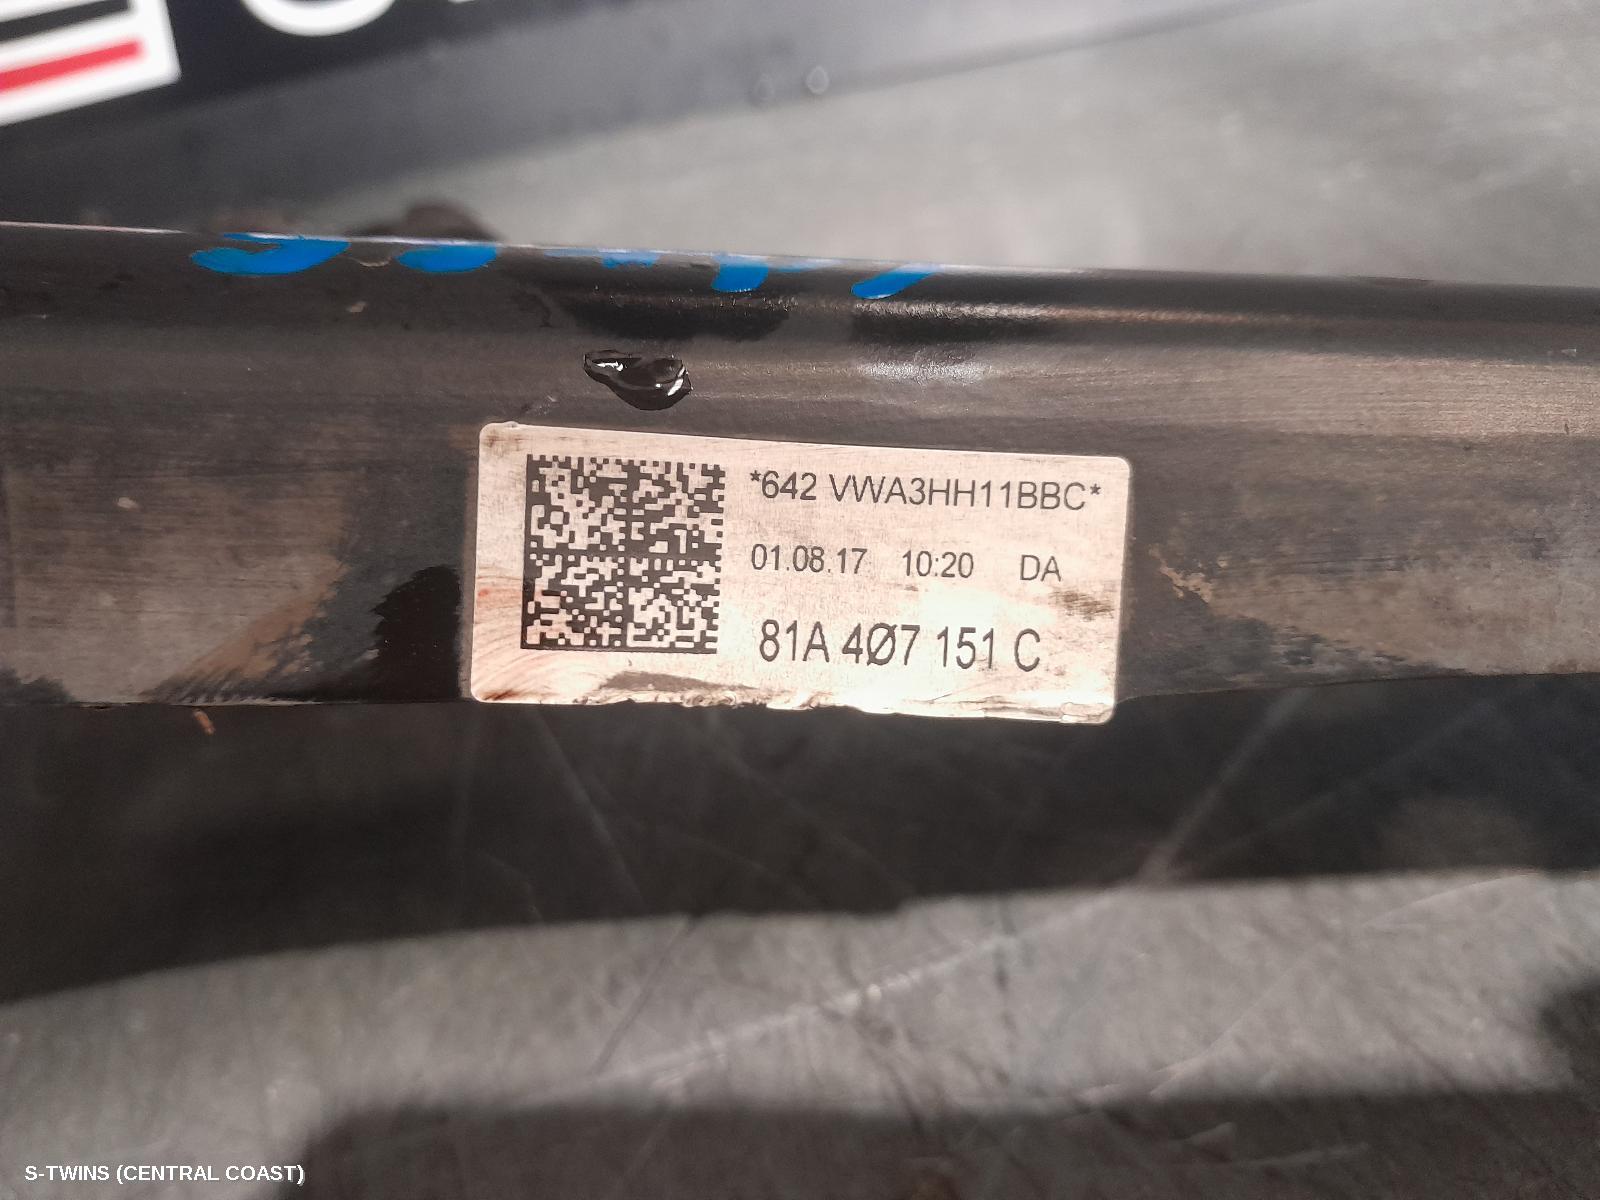 *642 VWA3HH11BBC*
01.08.17 10:20 DA
81A 4Ø7 151 C
S-TWINS (CENTRAL COAST)